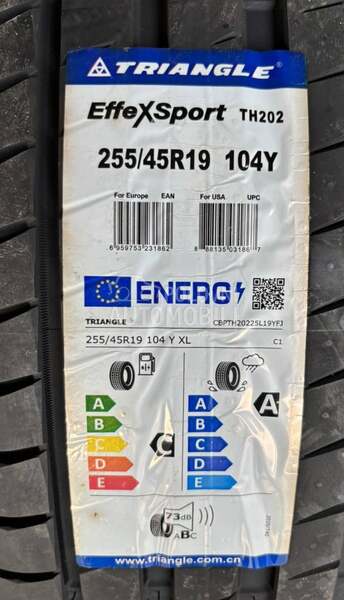 TRIANGLE
EffeXSport TH202
255/45R19 104Y
For Europe EAN For USA UPC
6 959753 231862 8 88135 03186 7
ENERG
TRIANGLE CBPTH20225L19YFJ
255/45R19 104 Y XL C1
A A
B B
C C
D D
E E
C
A
73dB
ABC
www.triangle.com.cn